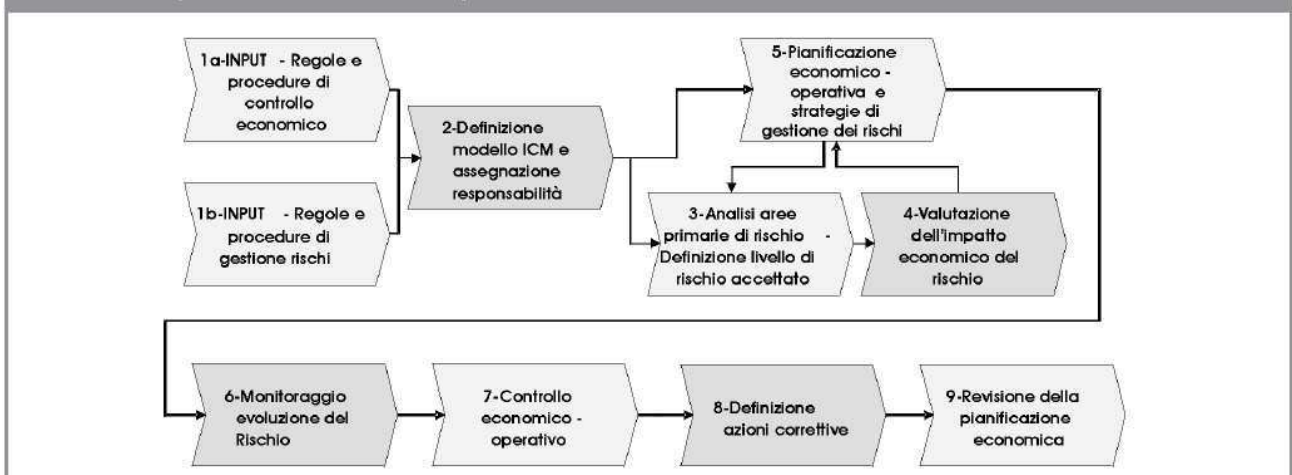 1a-INPUT - Regole e
procedure di
controllo
economico
1b-INPUT - Regole e
procedure di
gestione rischi
2-Definizione
modello ICM e
assegnazione
responsabilità
5-Pianificazione
economico -
operativa e
strategie di
gestione dei rischi
3-Analisi aree
primarie di rischio -
Definizione livello di
rischio accettato
4-Valutazione
dell'impatto
economico del
rischio
6-Monitoraggio
evoluzione del
Rischio
7-Controllo
economico -
operativo
8-Definizione
azioni correttive
9-Revisione della
pianificazione
economica